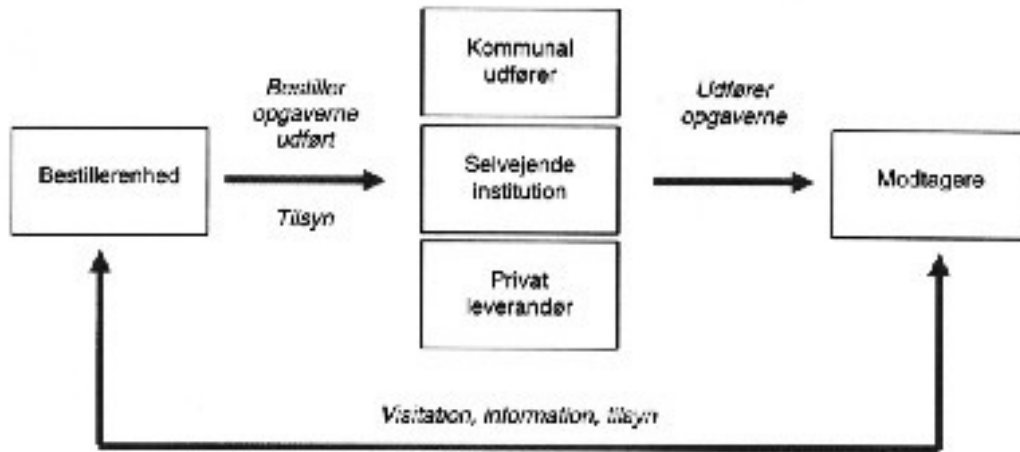 Kommunal
udfører
Bestiller
opgaverne
udført
Udfører
opgaverne
Bestillerenhed
Selvejende
institution
Modtagere
Tilsyn
Privat
leverandør
Visitation, information, tilsyn